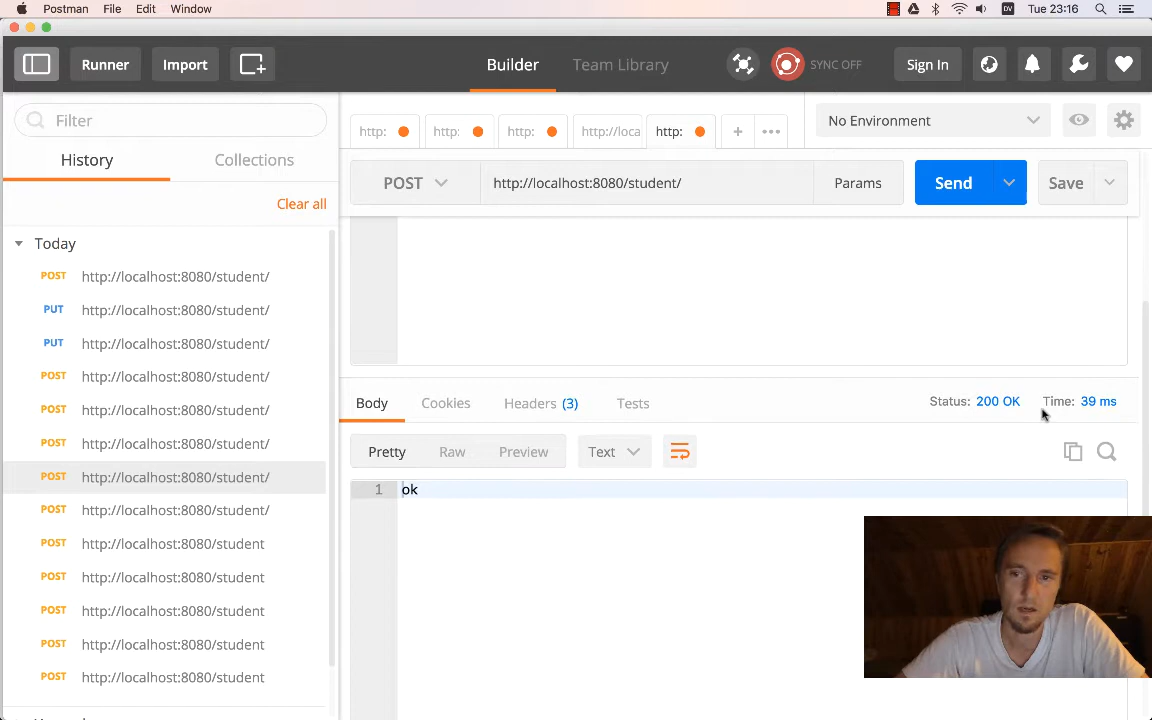 Postman File Edit Window DV Tue 23:16
Runner Import Builder Team Library SYNC OFF Sign In
Filter
http: http: http: http://loca http: + •••
No Environment
History Collections
POST http://localhost:8080/student/ Params Send Save
Clear all
Today
POST http://localhost:8080/student/
PUT http://localhost:8080/student/
PUT http://localhost:8080/student/
POST http://localhost:8080/student/
POST http://localhost:8080/student/
POST http://localhost:8080/student/
POST http://localhost:8080/student/
POST http://localhost:8080/student/
POST http://localhost:8080/student
POST http://localhost:8080/student
POST http://localhost:8080/student
POST http://localhost:8080/student
POST http://localhost:8080/student
Body Cookies Headers (3) Tests Status: 200 OK Time: 39 ms
Pretty Raw Preview Text
1 ok